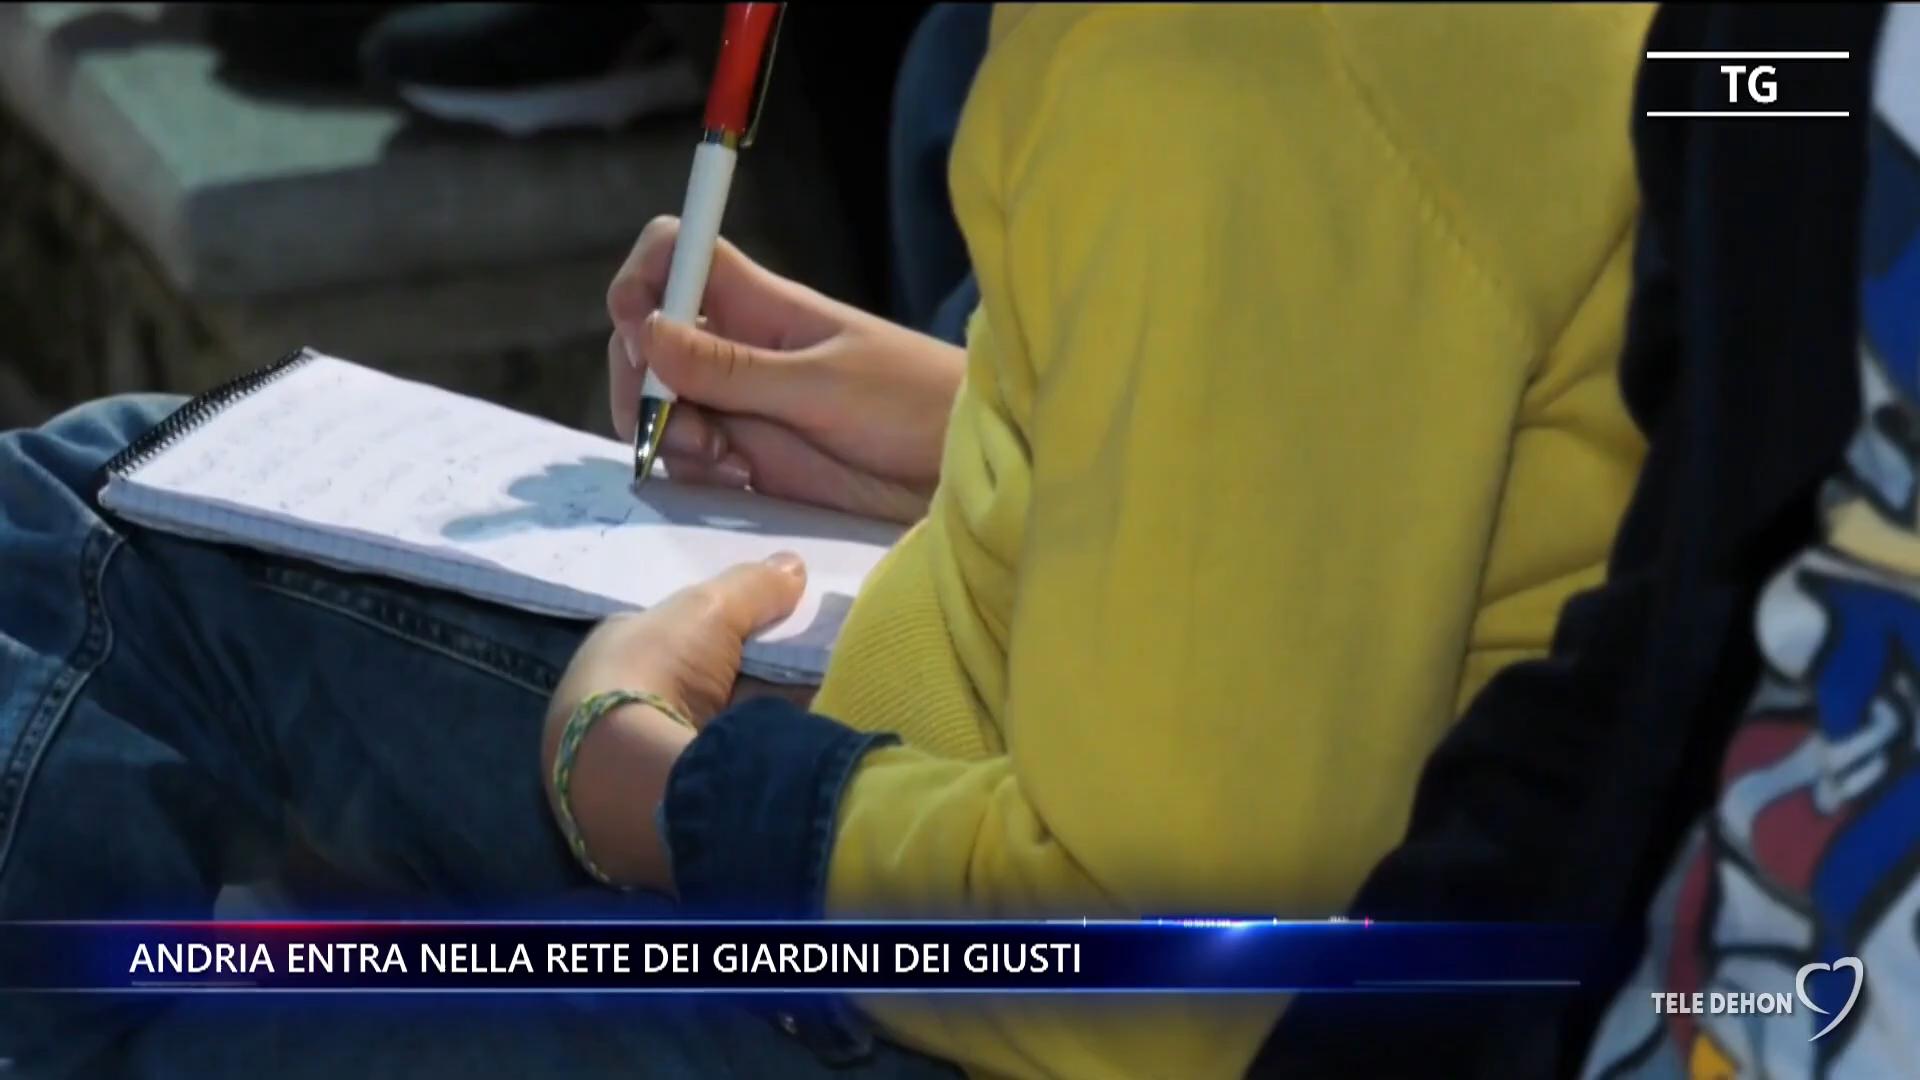 TG
ANDRIA ENTRA NELLA RETE DEI GIARDINI DEI GIUSTI
TELE DEHON